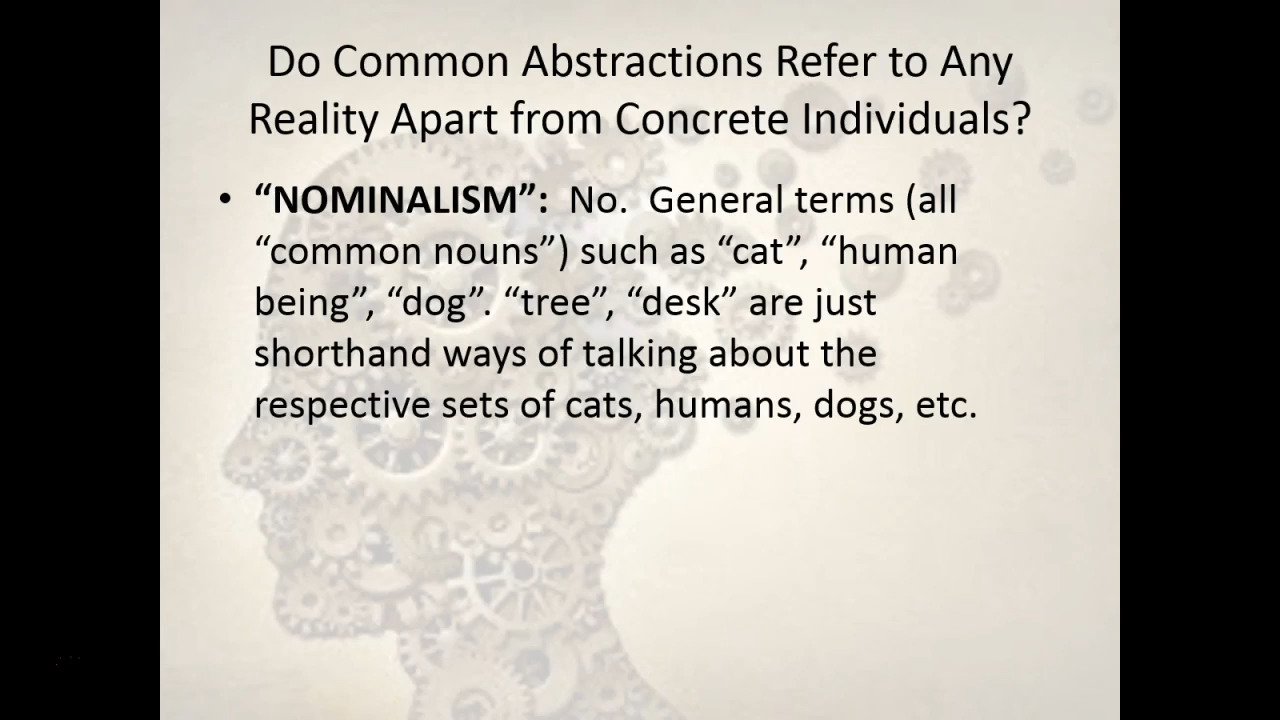 Do Common Abstractions Refer to Any
Reality Apart from Concrete Individuals?
• “NOMINALISM”: No. General terms (all
“common nouns”) such as “cat”, “human
being”, “dog”. “tree”, “desk” are just
shorthand ways of talking about the
respective sets of cats, humans, dogs, etc.